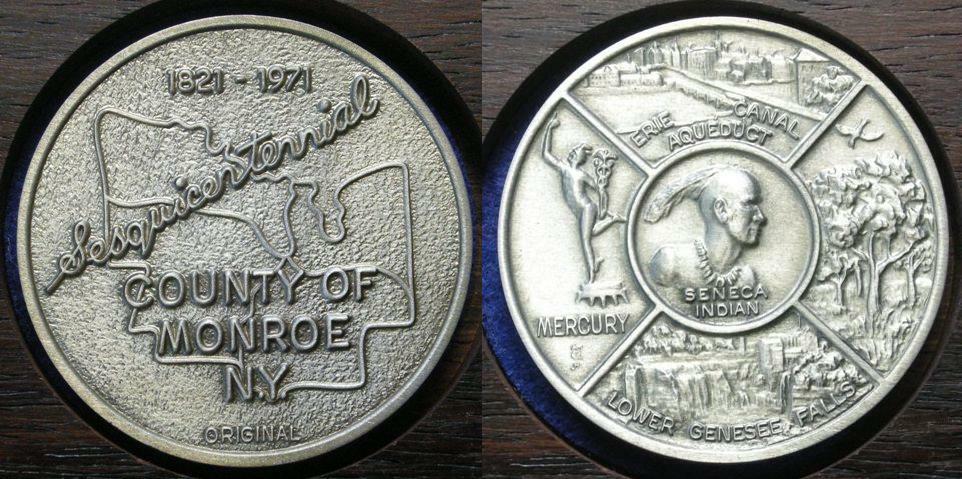 1821 - 1971
Sesquicentennial
COUNTY OF
MONROE
N.Y.
ORIGINAL
ERIE CANAL
AQUEDUCT
SENECA
INDIAN
MERCURY
LOWER GENESEE FALLS